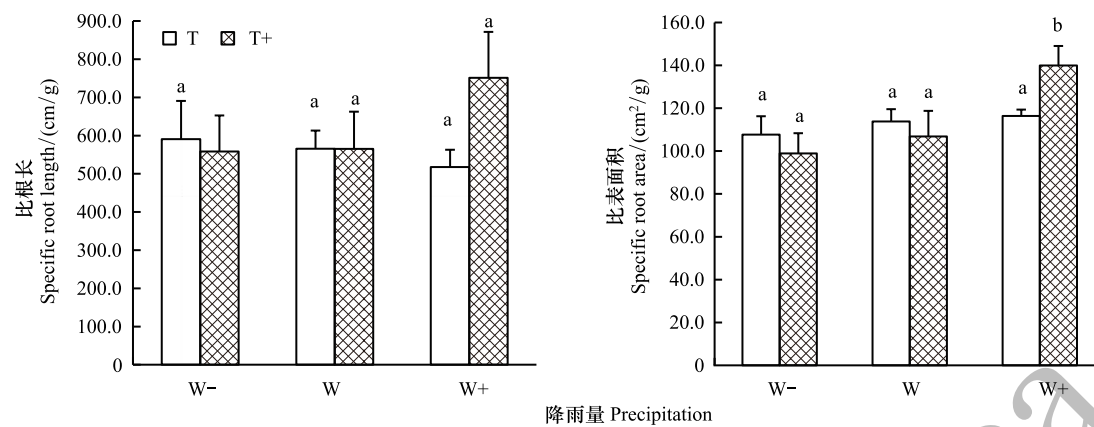 900.0
800.0
700.0
600.0
500.0
400.0
300.0
200.0
100.0
0
比根长
Specific root length/(cm/g)
T T+
a a a a a
W− W W+
160.0
140.0
120.0
100.0
80.0
60.0
40.0
20.0
0
比表面积
Specific root area/(cm²/g)
a a a a a b
W− W W+
降雨量 Precipitation